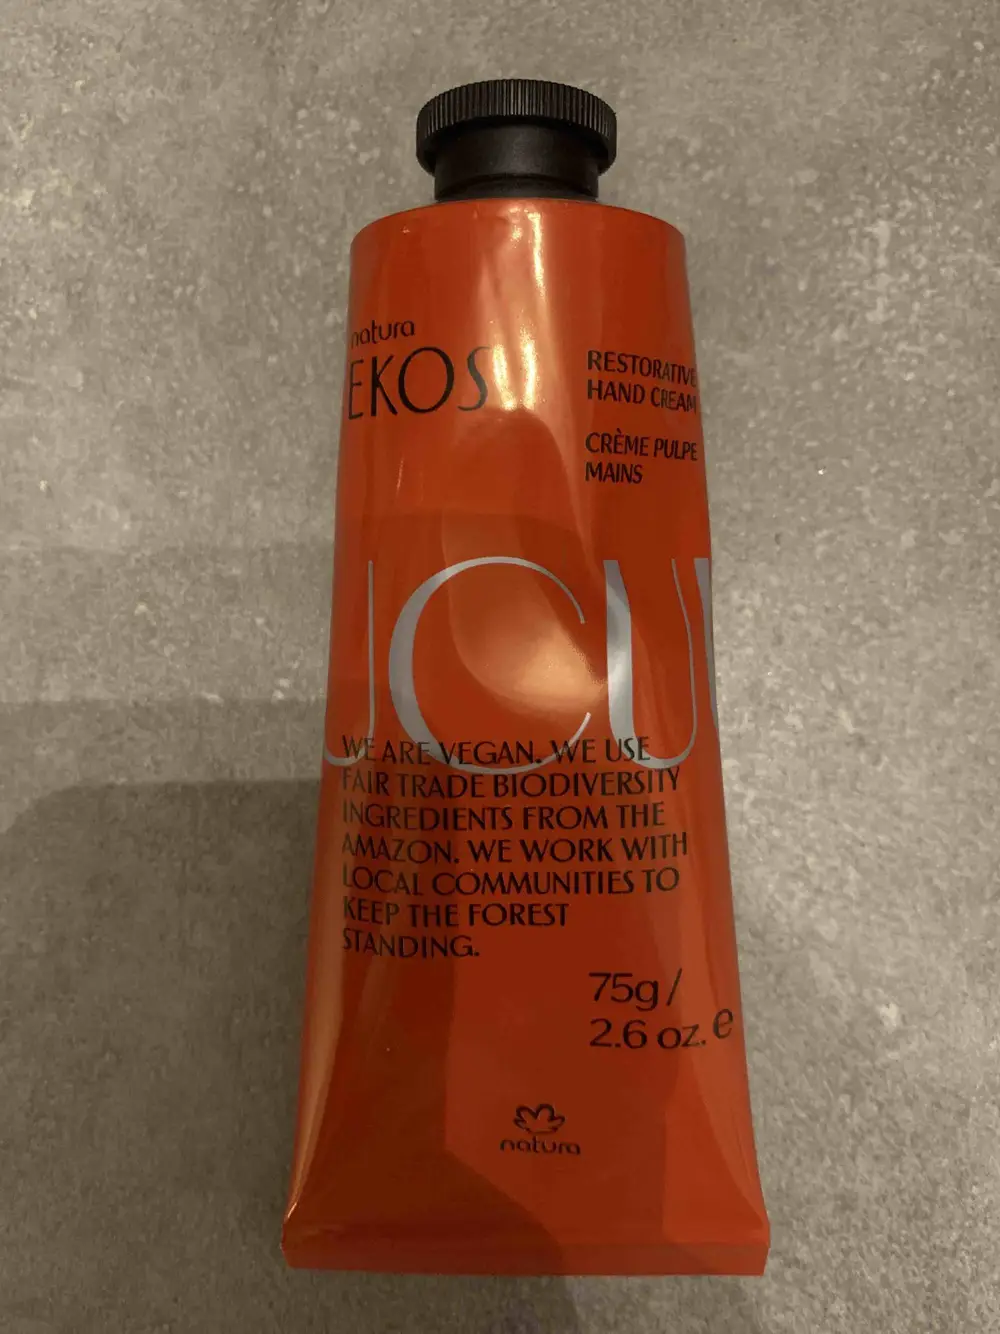 natura
EKOS
RESTORATIVE
HAND CREAM
CRÈME PULPE
MAINS
UCU
WE ARE VEGAN. WE USE
FAIR TRADE BIODIVERSITY
INGREDIENTS FROM THE
AMAZON. WE WORK WITH
LOCAL COMMUNITIES TO
KEEP THE FOREST
STANDING.
75g /
2.6 oz. e
natura